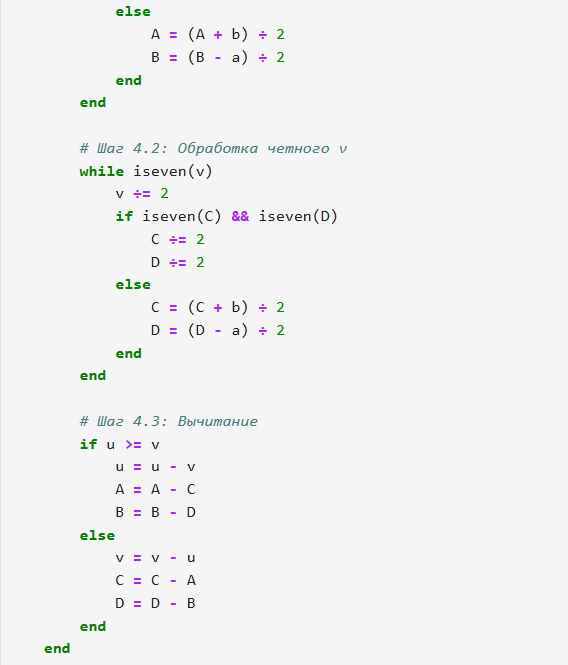 else
A = (A + b) ÷ 2
B = (B - a) ÷ 2
end
end
# Шаг 4.2: Обработка четного v
while iseven(v)
v ÷= 2
if iseven(C) && iseven(D)
C ÷= 2
D ÷= 2
else
C = (C + b) ÷ 2
D = (D - a) ÷ 2
end
end
# Шаг 4.3: Вычитание
if u >= v
u = u - v
A = A - C
B = B - D
else
v = v - u
C = C - A
D = D - B
end
end